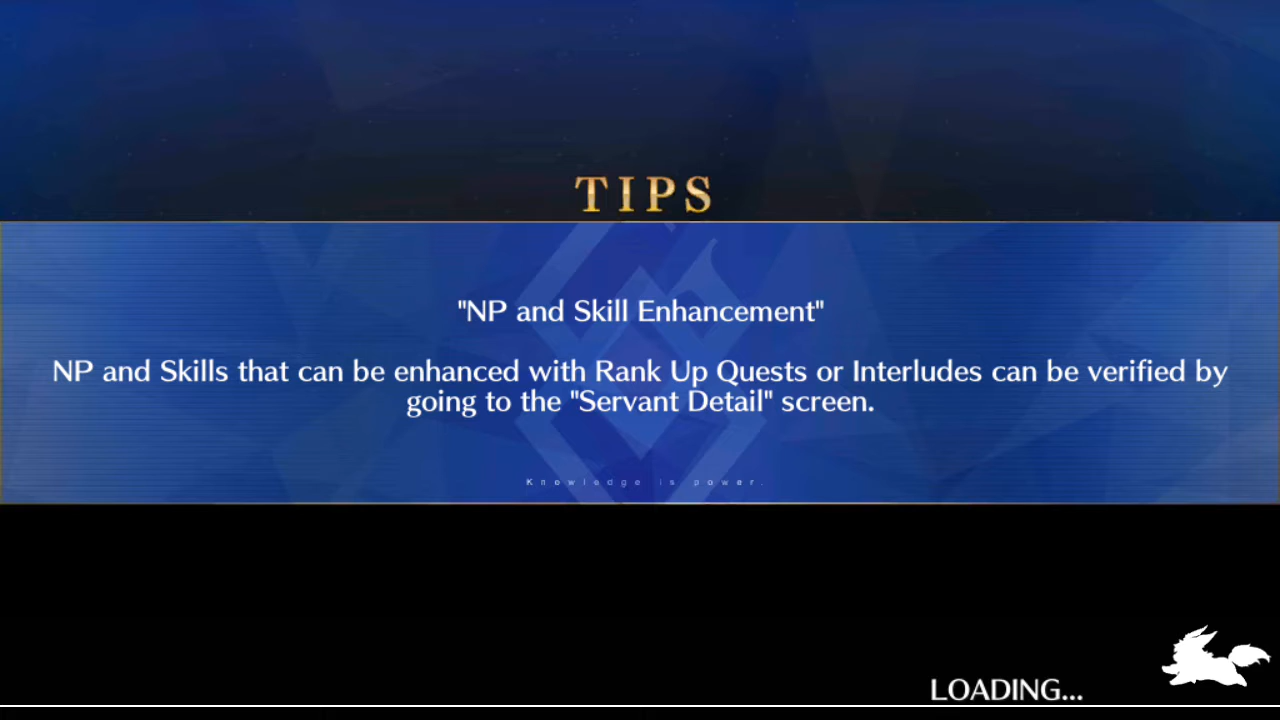 TIPS
"NP and Skill Enhancement"
NP and Skills that can be enhanced with Rank Up Quests or Interludes can be verified by
going to the "Servant Detail" screen.
Knowledge is power.
LOADING...